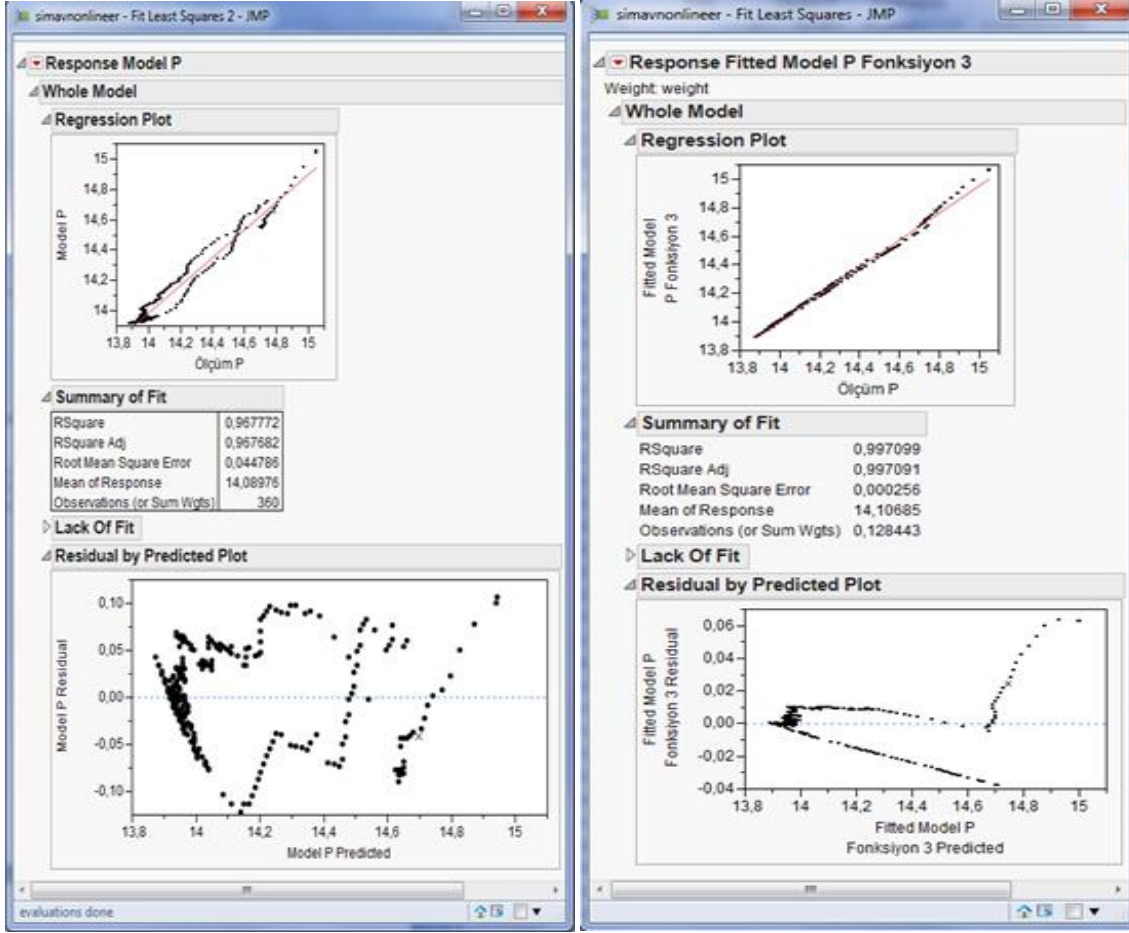 simavnonlineer - Fit Least Squares 2 - JMP
Response Model P
Whole Model
Regression Plot
15
14,8
14,6
14,4
14,2
14
Model P
13,8 14 14,2 14,4 14,6 14,8 15
Ölçüm P
Summary of Fit
RSquare 0,967772
RSquare Adj 0,967682
Root Mean Square Error 0,044786
Mean of Response 14,08976
Observations (or Sum Wgts) 360
Lack Of Fit
Residual by Predicted Plot
0,10
0,05
0,00
-0,05
-0,10
Model P Residual
13,8 14 14,2 14,4 14,6 14,8 15
Model P Predicted
evaluations done
simavnonlineer - Fit Least Squares - JMP
Response Fitted Model P Fonksiyon 3
Weight: weight
Whole Model
Regression Plot
15
14,8
14,6
14,4
14,2
14
13,8
Fitted Model
P Fonksiyon 3
13,8 14 14,2 14,4 14,6 14,8 15
Ölçüm P
Summary of Fit
RSquare 0,997099
RSquare Adj 0,997091
Root Mean Square Error 0,000256
Mean of Response 14,10685
Observations (or Sum Wgts) 0,128443
Lack Of Fit
Residual by Predicted Plot
0,06
0,04
0,02
0,00
-0,02
-0,04
Fitted Model P
Fonksiyon 3 Residual
13,8 14 14,2 14,4 14,6 14,8 15
Fitted Model P
Fonksiyon 3 Predicted